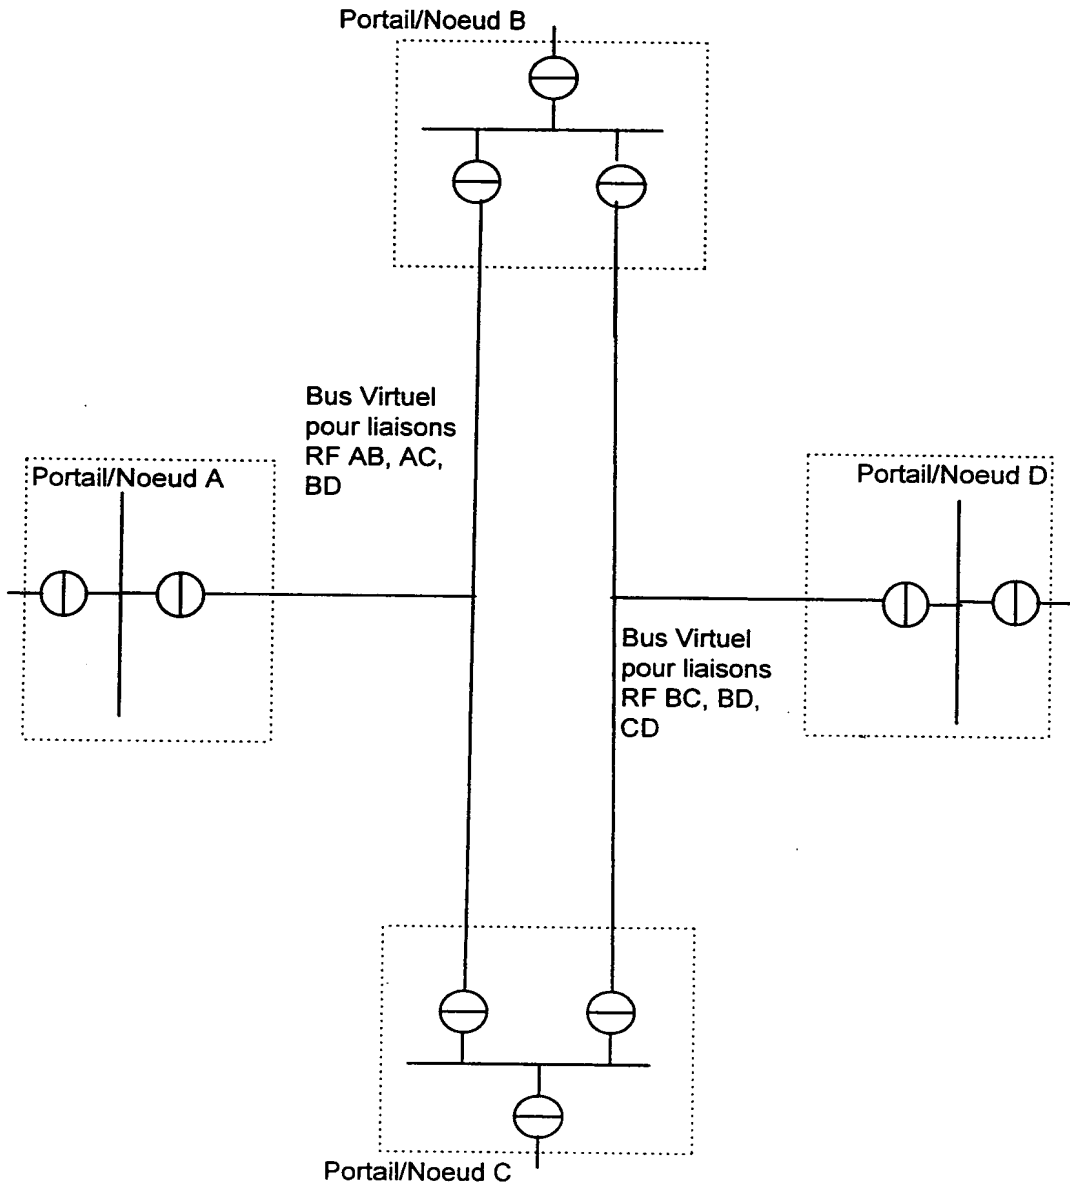 Portail/Noeud B
Bus Virtuel
pour liaisons
RF AB, AC,
BD
Portail/Noeud A
Portail/Noeud D
Bus Virtuel
pour liaisons
RF BC, BD,
CD
Portail/Noeud C